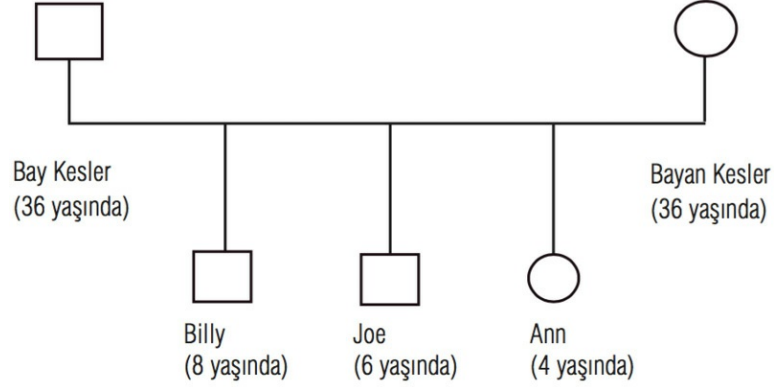 Bay Kesler
(36 yaşında)
Bayan Kesler
(36 yaşında)
Billy
(8 yaşında)
Joe
(6 yaşında)
Ann
(4 yaşında)